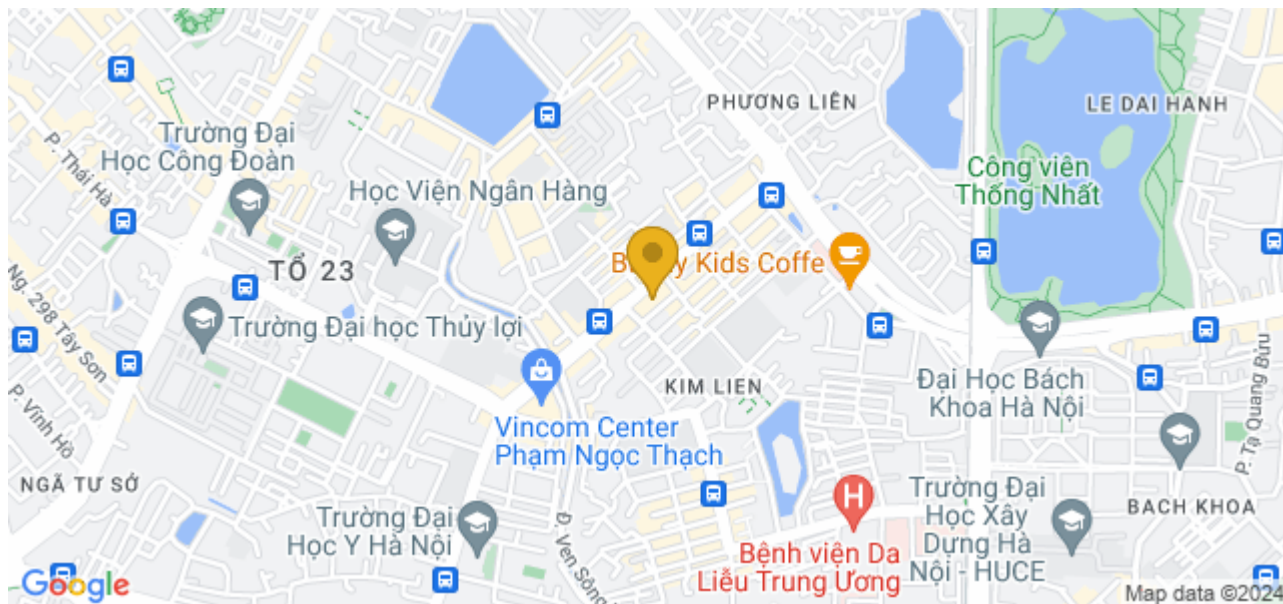 PHƯƠNG LIÊN
LE DAI HANH
Trường Đại
Học Công Đoàn
P. Thái Hà
Học Viện Ngân Hàng
Công viên
Thống Nhất
TỔ 23
Kids Coffe
Ng. 298 Tây Sơn
Trường Đại học Thủy lợi
P. Tạ Quang Bửu
KIM LIEN
Đại Học Bách
Khoa Hà Nội
P. Vĩnh Hồ
Vincom Center
Phạm Ngọc Thạch
NGÃ TƯ SỞ
Trường Đại
Học Y Hà Nội
Đ. Ven Sông
H
Trường Đại
Học Xây
Dựng Hà
Nội - HUCE
BACH KHOA
Bệnh viện Da
Liễu Trung Ương
Google
Map data ©2024